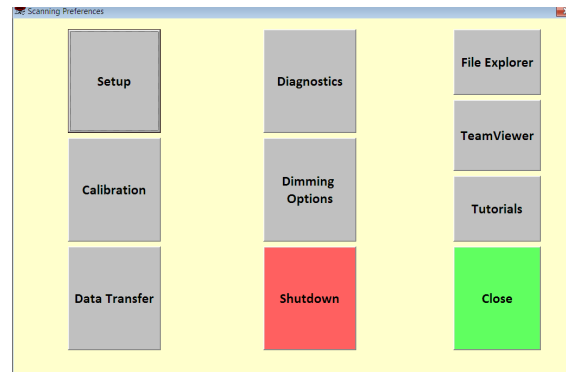 Scanning Preferences
Setup
Diagnostics
File Explorer
TeamViewer
Calibration
Dimming
Options
Tutorials
Data Transfer
Shutdown
Close